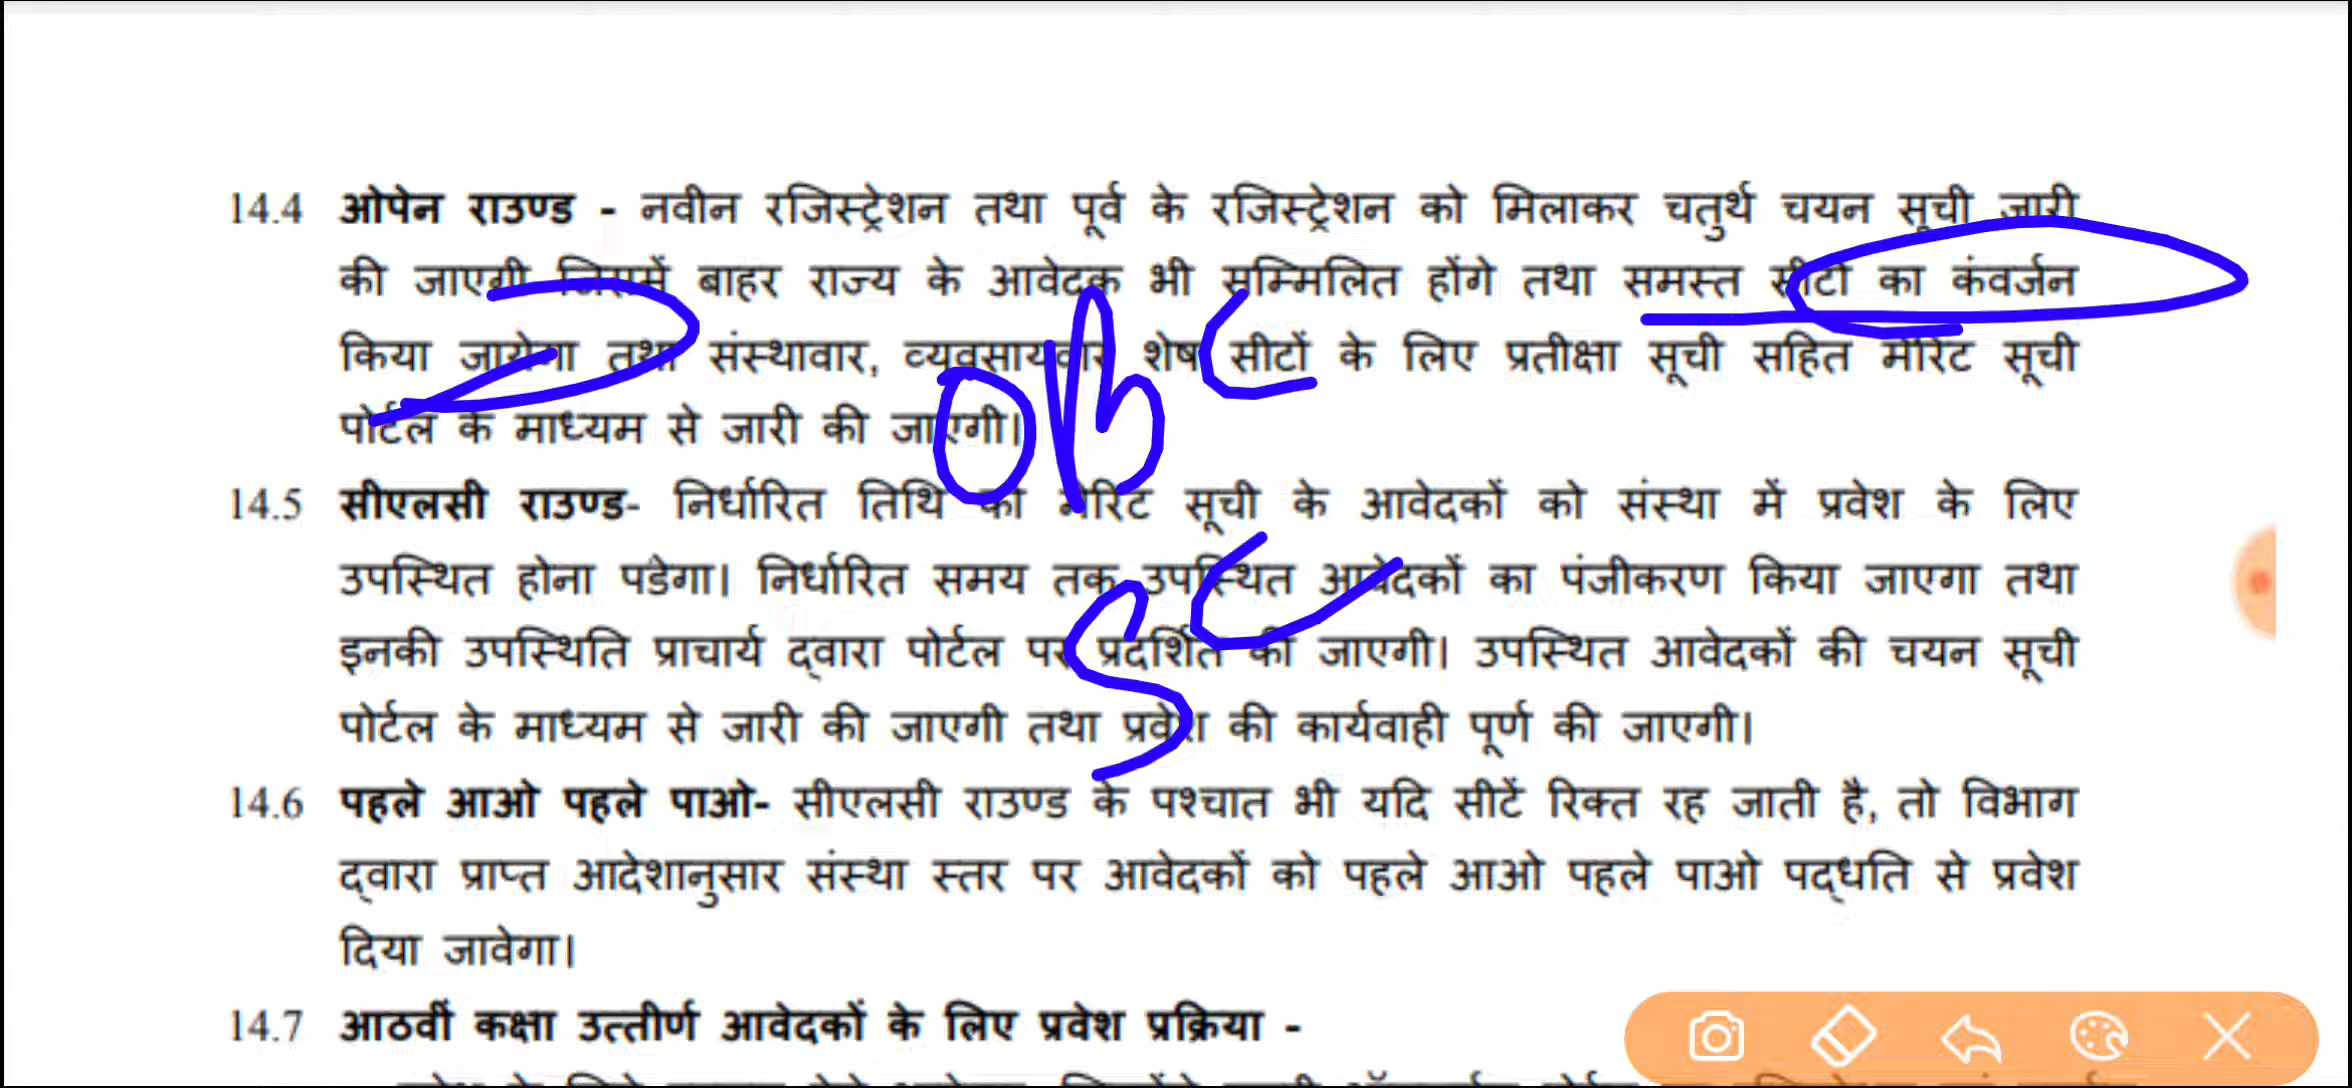 14.4 ओपेन राउण्ड - नवीन रजिस्ट्रेशन तथा पूर्व के रजिस्ट्रेशन को मिलाकर चतुर्थ चयन सूची जारी
की जाएगी जिसमें बाहर राज्य के आवेदक भी सम्मिलित होंगे तथा समस्त सीटों का कंवर्जन
किया जायेगा तथा संस्थावार, व्यवसायवार शेष सीटों के लिए प्रतीक्षा सूची सहित मेरिट सूची
पोर्टल के माध्यम से जारी की जाएगी।
OBC
14.5 सीएलसी राउण्ड- निर्धारित तिथि को मेरिट सूची के आवेदकों को संस्था में प्रवेश के लिए
उपस्थित होना पडेगा। निर्धारित समय तक उपस्थित आवेदकों का पंजीकरण किया जाएगा तथा
इनकी उपस्थिति प्राचार्य द्वारा पोर्टल पर प्रदर्शित की जाएगी। उपस्थित आवेदकों की चयन सूची
पोर्टल के माध्यम से जारी की जाएगी तथा प्रवेश की कार्यवाही पूर्ण की जाएगी।
SC
14.6 पहले आओ पहले पाओ- सीएलसी राउण्ड के पश्चात भी यदि सीटें रिक्त रह जाती है, तो विभाग
द्वारा प्राप्त आदेशानुसार संस्था स्तर पर आवेदकों को पहले आओ पहले पाओ पद्धति से प्रवेश
दिया जावेगा।
14.7 आठवीं कक्षा उत्तीर्ण आवेदकों के लिए प्रवेश प्रक्रिया -